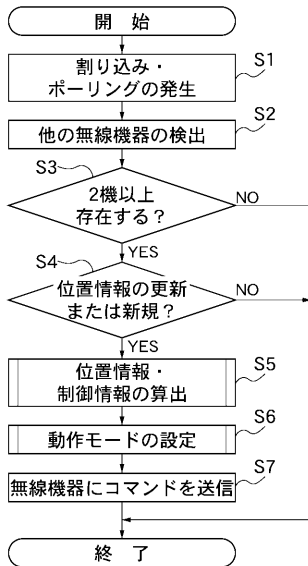 開 始
割り込み・
ポーリングの発生
S1
他の無線機器の検出
S2
S3
2機以上
存在する?
NO
YES
S4
位置情報の更新
または新規?
NO
YES
位置情報・
制御情報の算出
S5
動作モードの設定
S6
無線機器にコマンドを送信
S7
終 了